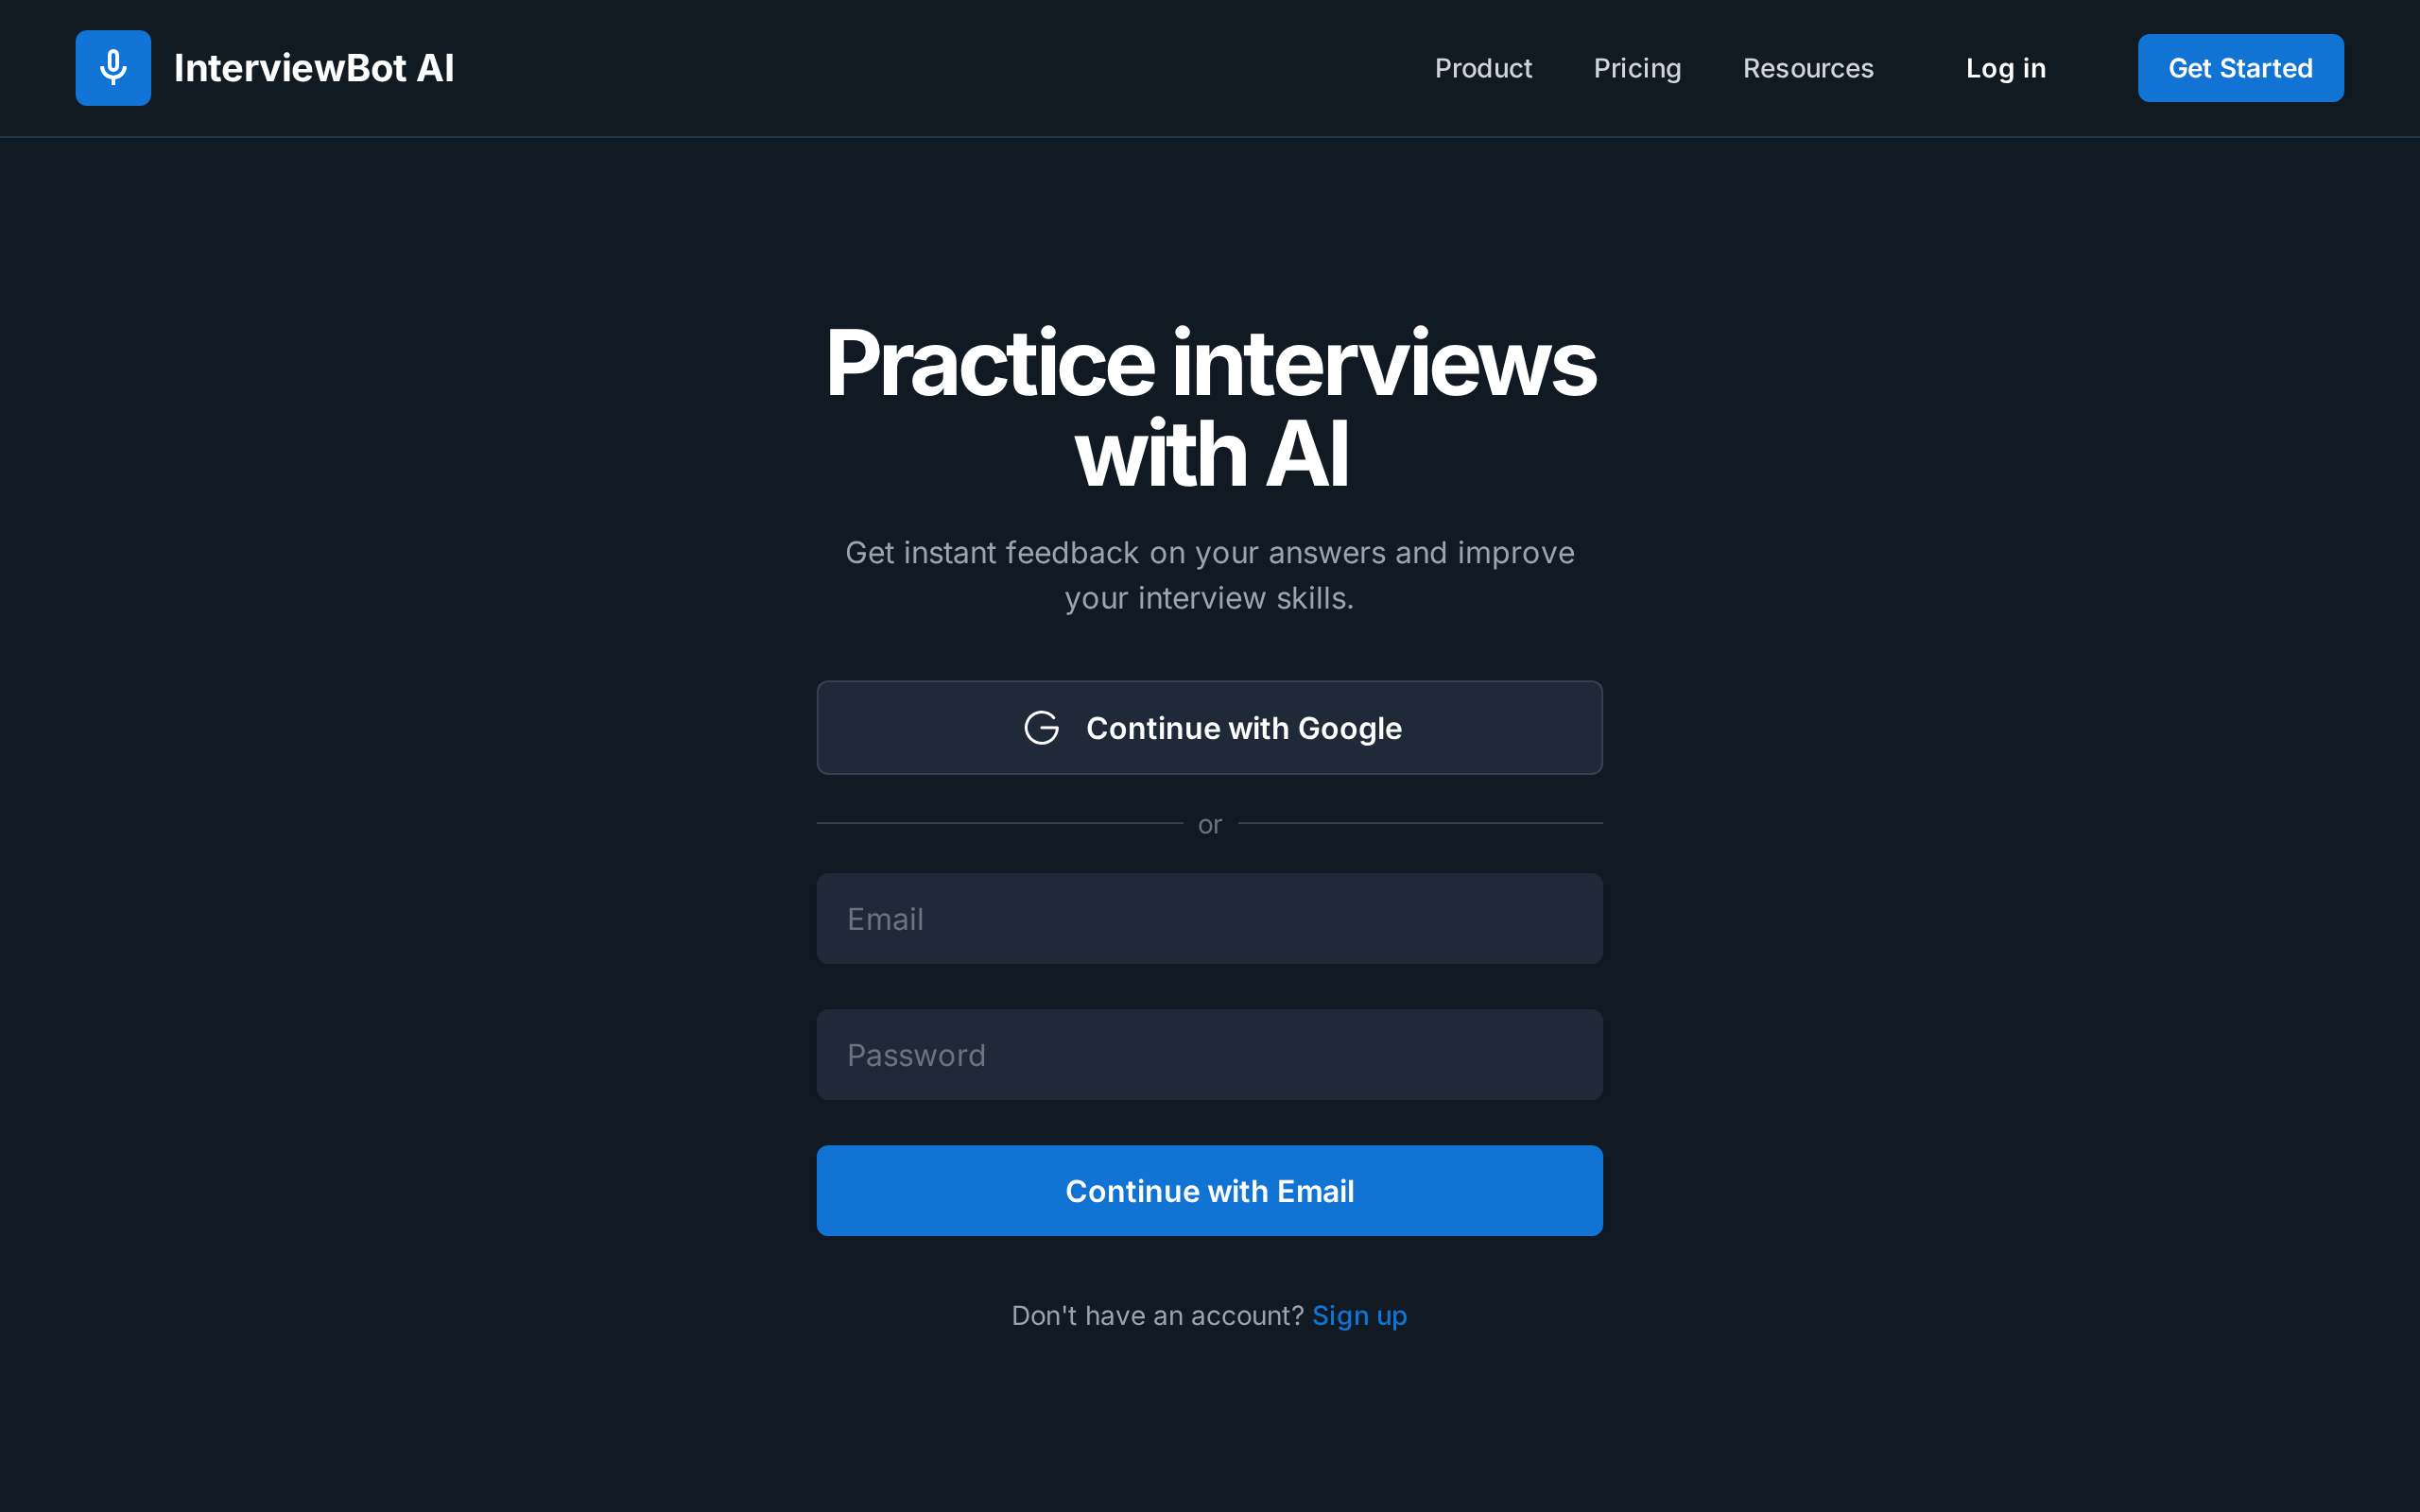 InterviewBot AI
Product
Pricing
Resources
Log in
Get Started
Practice interviews
with AI
Get instant feedback on your answers and improve
your interview skills.
Continue with Google
or
Email
Password
Continue with Email
Don't have an account? Sign up